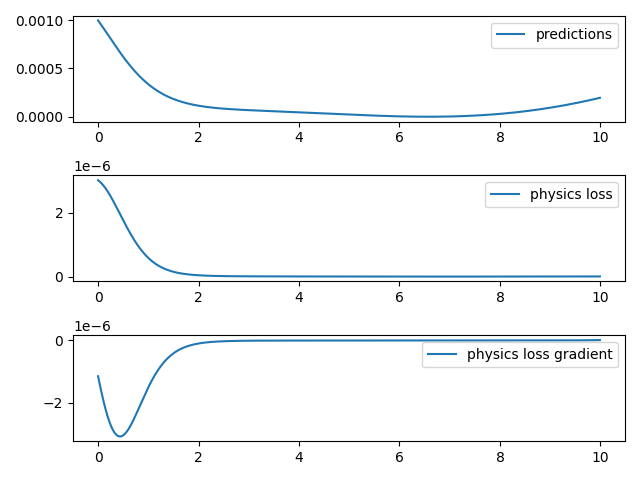 0.0010
predictions
0.0005
0.0000
0 2 4 6 8 10
1e−6
physics loss
2
0
0 2 4 6 8 10
1e−6
0
physics loss gradient
−2
0 2 4 6 8 10